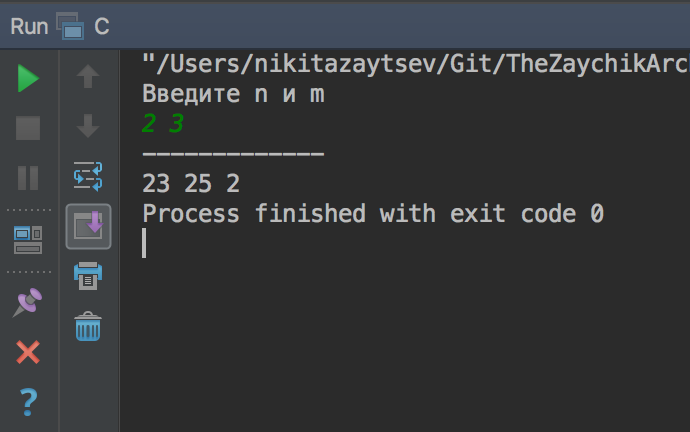 Run C
"/Users/nikitazaytsev/Git/TheZaychikArc
Введите n и m
2 3
-------------
23 25 2
Process finished with exit code 0
?